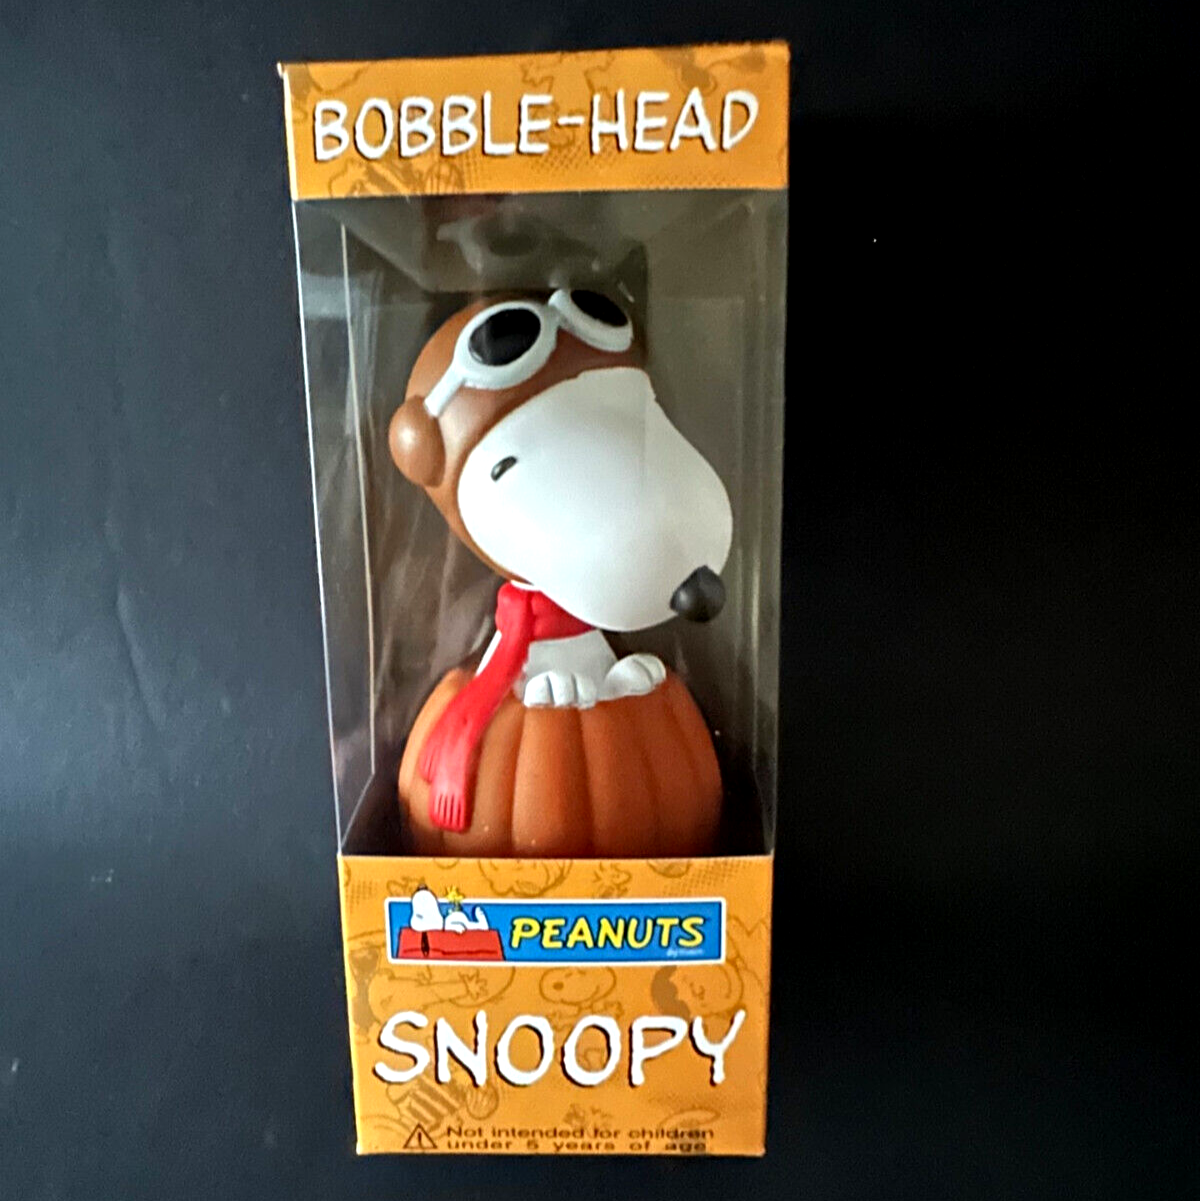 BOBBLE-HEAD
PEANUTS
SNOOPY
Not intended for children
under 5 years of age